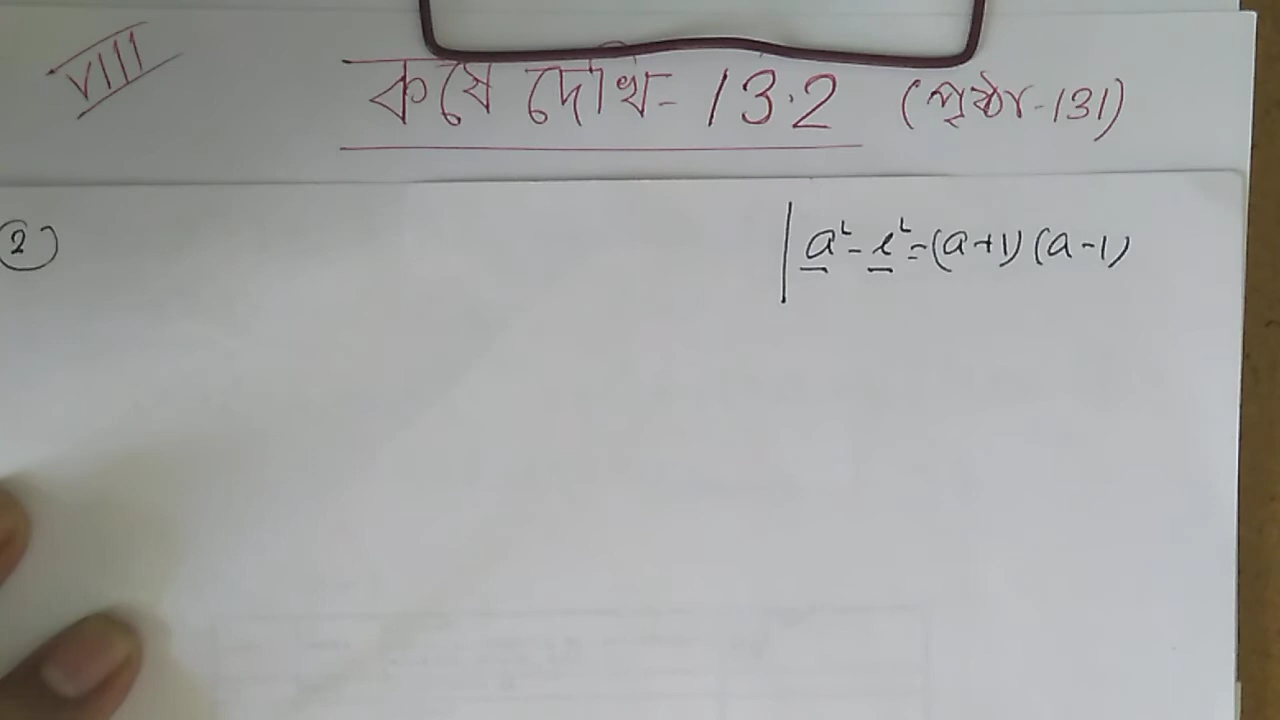 VIII
কষে দেখি - 13.2 (পৃষ্ঠা - 131)
2
a² - 1² = (a+1) (a-1)